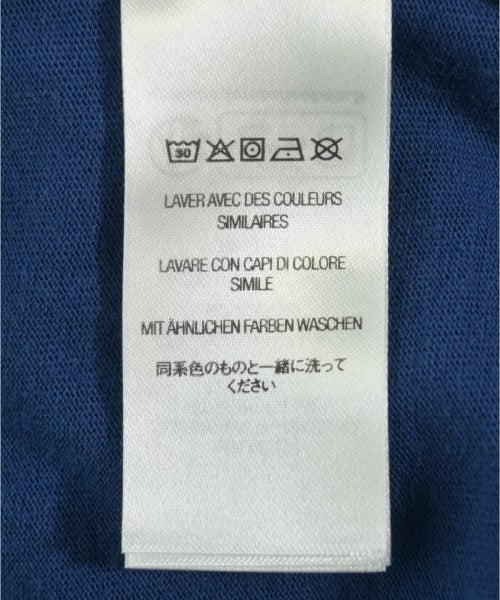 30
LAVER AVEC DES COULEURS
SIMILAIRES
LAVARE CON CAPI DI COLORE
SIMILE
MIT ÄHNLICHEN FARBEN WASCHEN
同系色のものと一緒に洗って
ください